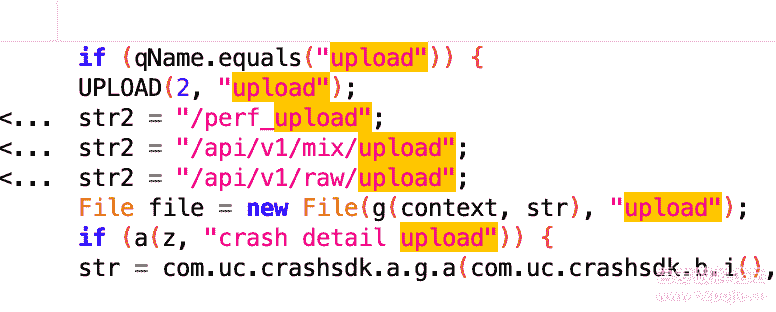 if (qName.equals("upload")) {
UPLOAD(2, "upload");
<... str2 = "/perf_upload";
<... str2 = "/api/v1/mix/upload";
<... str2 = "/api/v1/raw/upload";
File file = new File(g(context, str), "upload");
if (a(z, "crash detail upload")) {
str = com.uc.crashsdk.a.g.a(com.uc.crashsdk.b.i(),